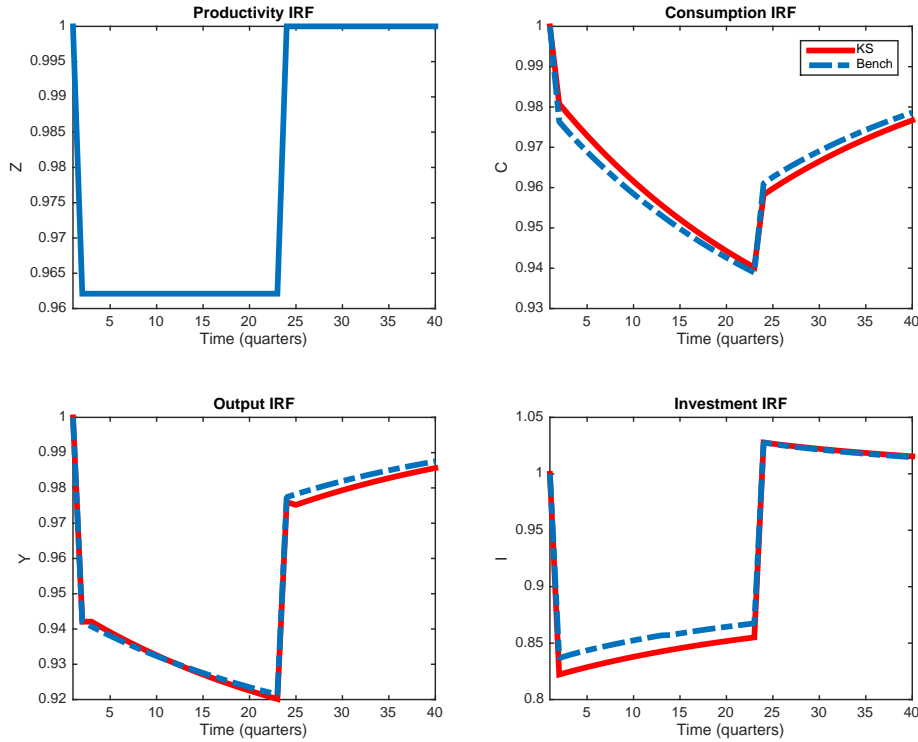 Productivity IRF
1
0.995
0.99
0.985
0.98
0.975
0.97
0.965
0.96
Z
5 10 15 20 25 30 35 40
Time (quarters)
Consumption IRF
1
0.99
0.98
0.97
0.96
0.95
0.94
0.93
C
KS
Bench
5 10 15 20 25 30 35 40
Time (quarters)
Output IRF
1
0.99
0.98
0.97
0.96
0.95
0.94
0.93
0.92
Y
5 10 15 20 25 30 35 40
Time (quarters)
Investment IRF
1.05
1
0.95
0.9
0.85
0.8
I
5 10 15 20 25 30 35 40
Time (quarters)